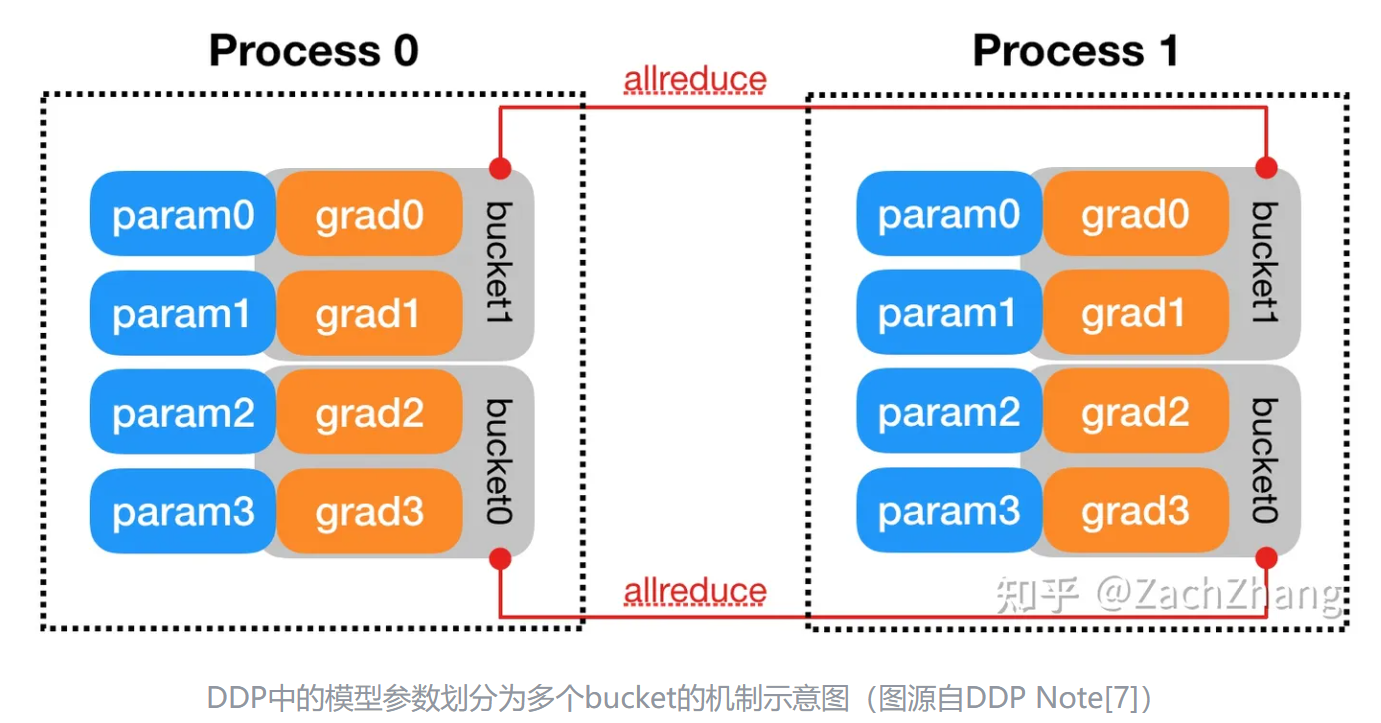 Process 0
Process 1
allreduce
param0 grad0
param1 grad1
bucket1
param2 grad2
param3 grad3
bucket0
param0 grad0
param1 grad1
bucket1
param2 grad2
param3 grad3
bucket0
allreduce
知乎 @ZachZhang
DDP中的模型参数划分为多个bucket的机制示意图（图源自DDP Note[7]）